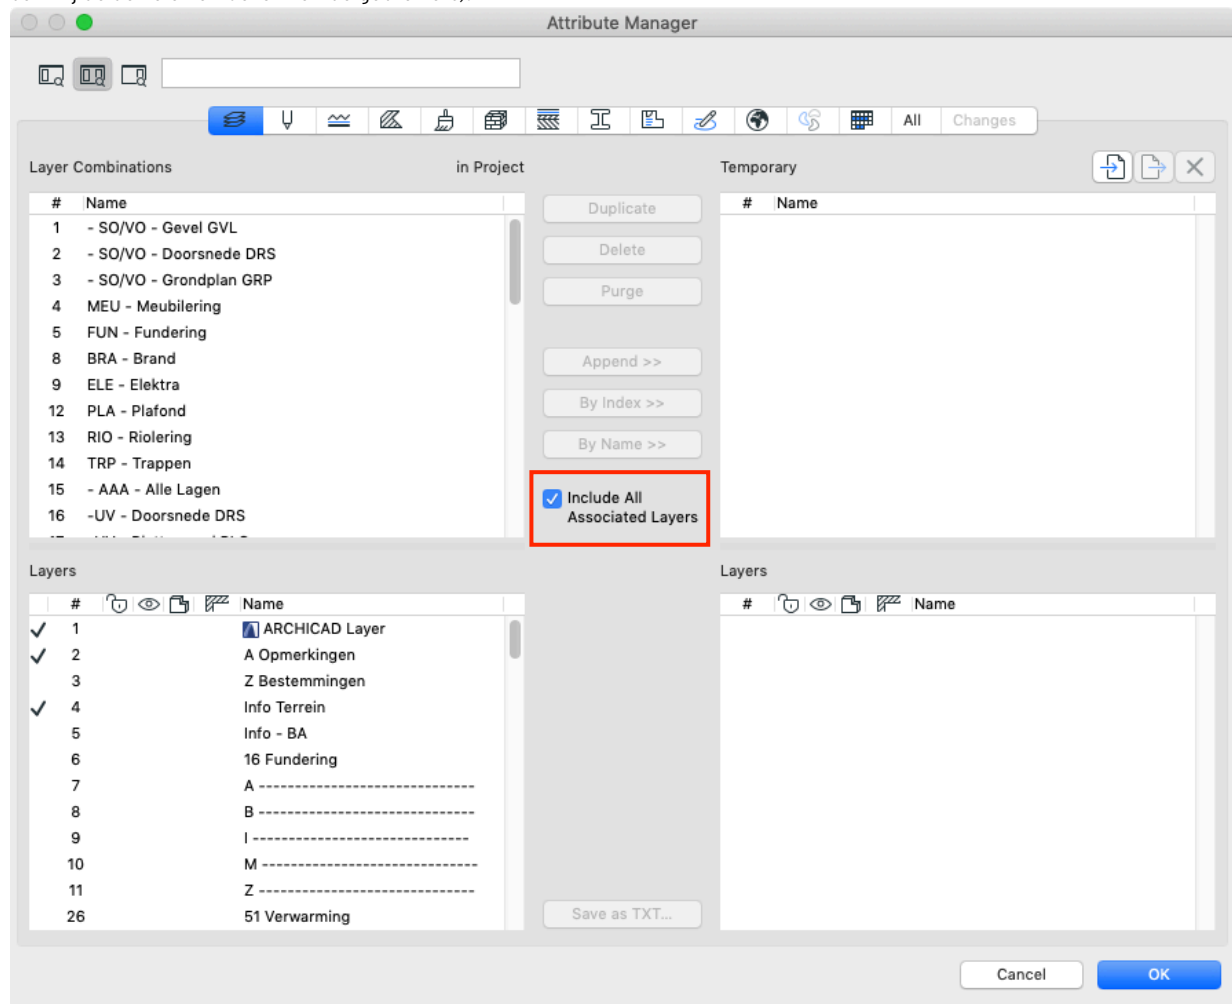 Attribute Manager
All
Changes
Layer Combinations
in Project
Temporary
# Name
1 - SO/VO - Gevel GVL
2 - SO/VO - Doorsnede DRS
3 - SO/VO - Grondplan GRP
4 MEU - Meubilering
5 FUN - Fundering
8 BRA - Brand
9 ELE - Elektra
12 PLA - Plafond
13 RIO - Riolering
14 TRP - Trappen
15 - AAA - Alle Lagen
16 -UV - Doorsnede DRS
Duplicate
Delete
Purge
Append >>
By Index >>
By Name >>
Include All
Associated Layers
# Name
Layers
# Name
1 ARCHICAD Layer
2 A Opmerkingen
3 Z Bestemmingen
4 Info Terrein
5 Info - BA
6 16 Fundering
7 A ------------------------------
8 B ------------------------------
9 I ------------------------------
10 M ------------------------------
11 Z ------------------------------
26 51 Verwarming
Save as TXT...
Layers
# Name
Cancel
OK